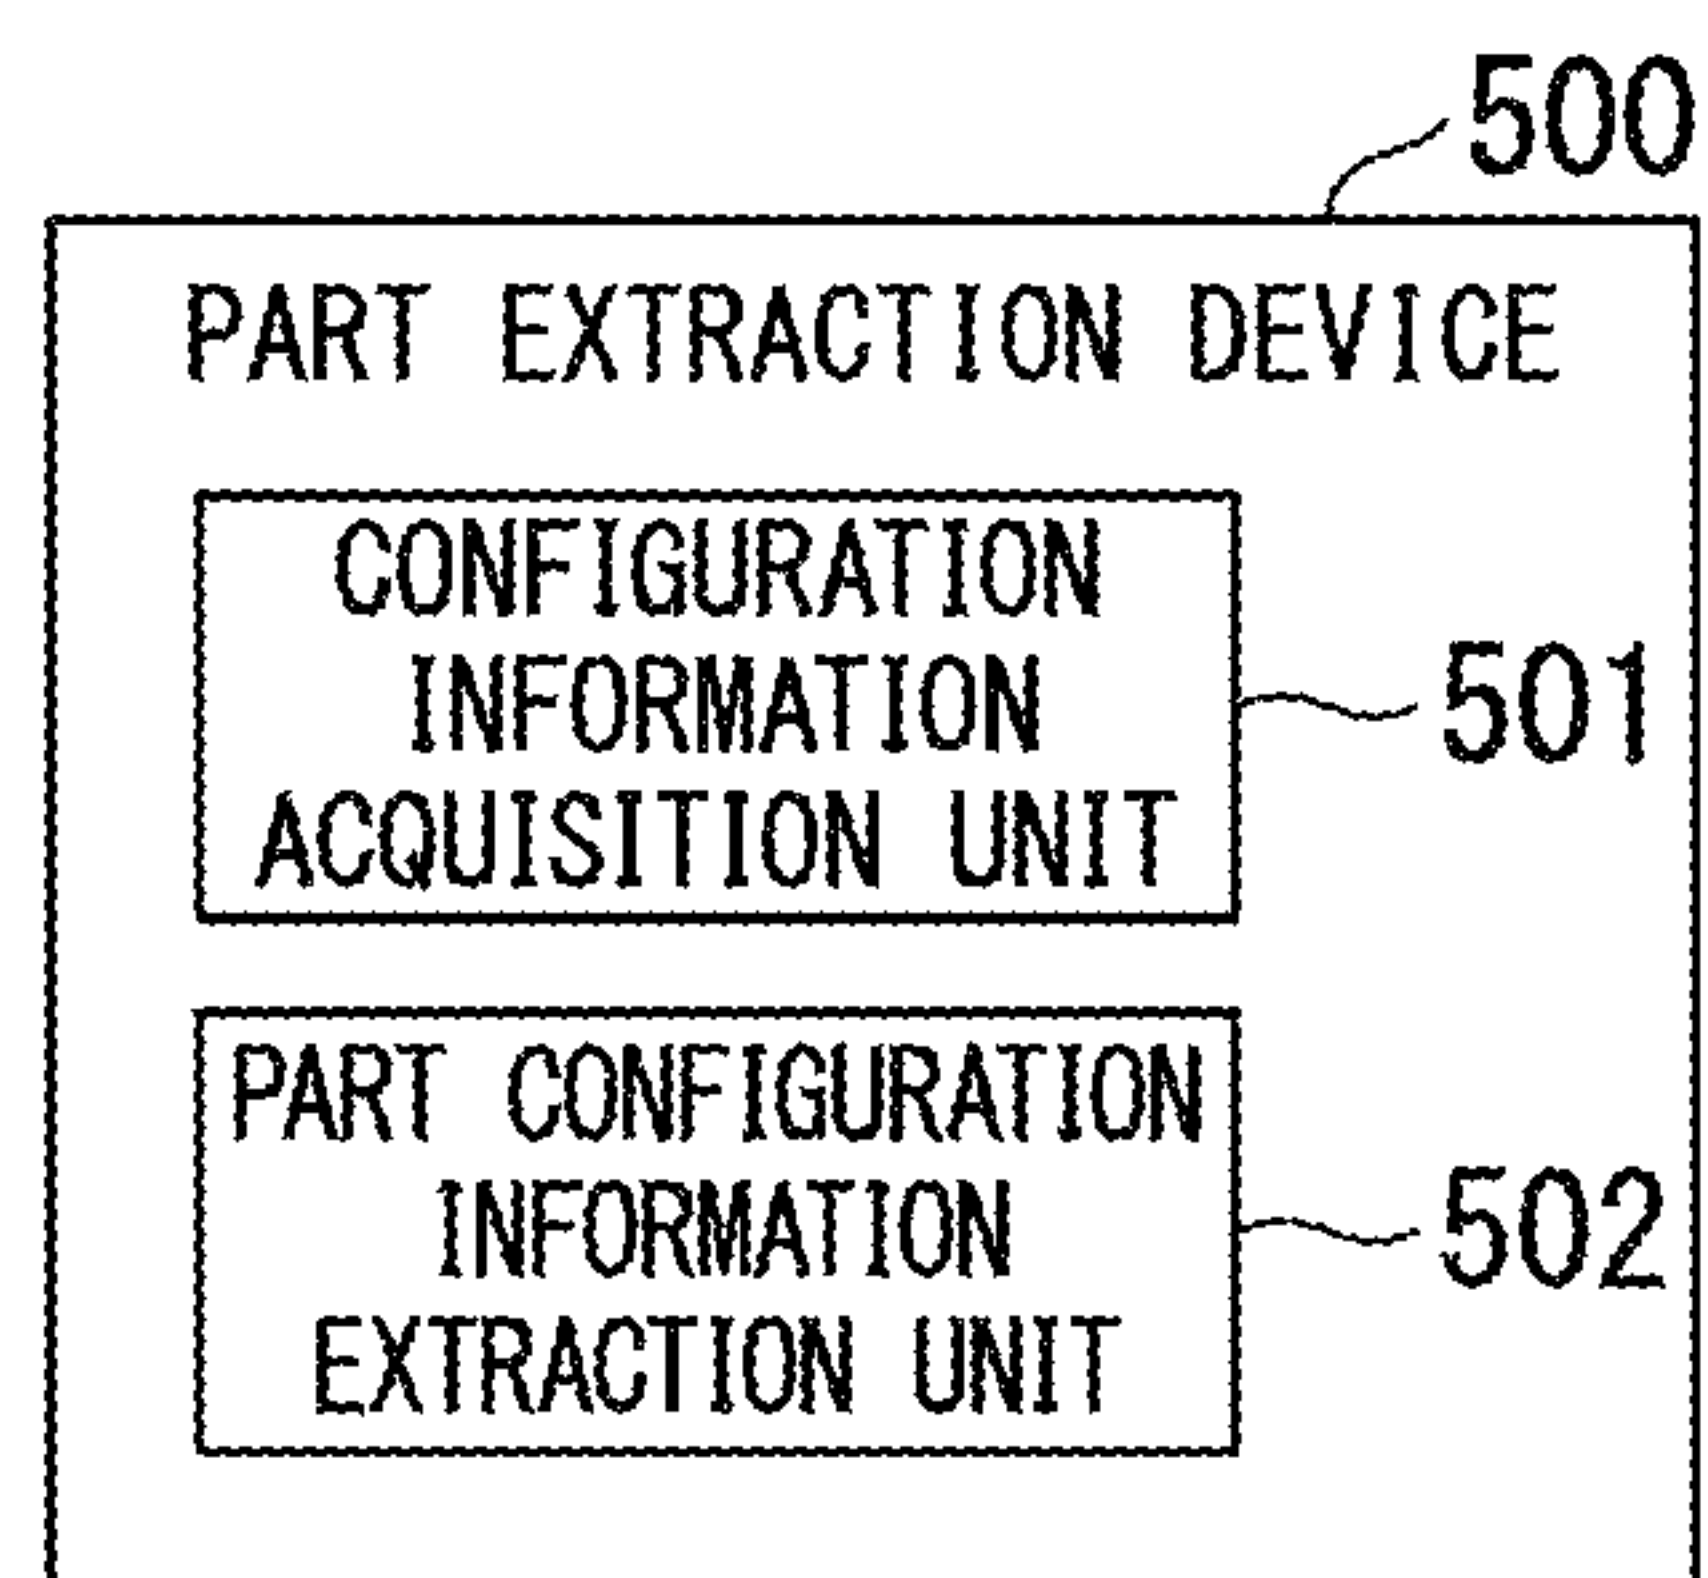 500
PART EXTRACTION DEVICE
CONFIGURATION
INFORMATION
ACQUISITION UNIT
501
PART CONFIGURATION
INFORMATION
EXTRACTION UNIT
502